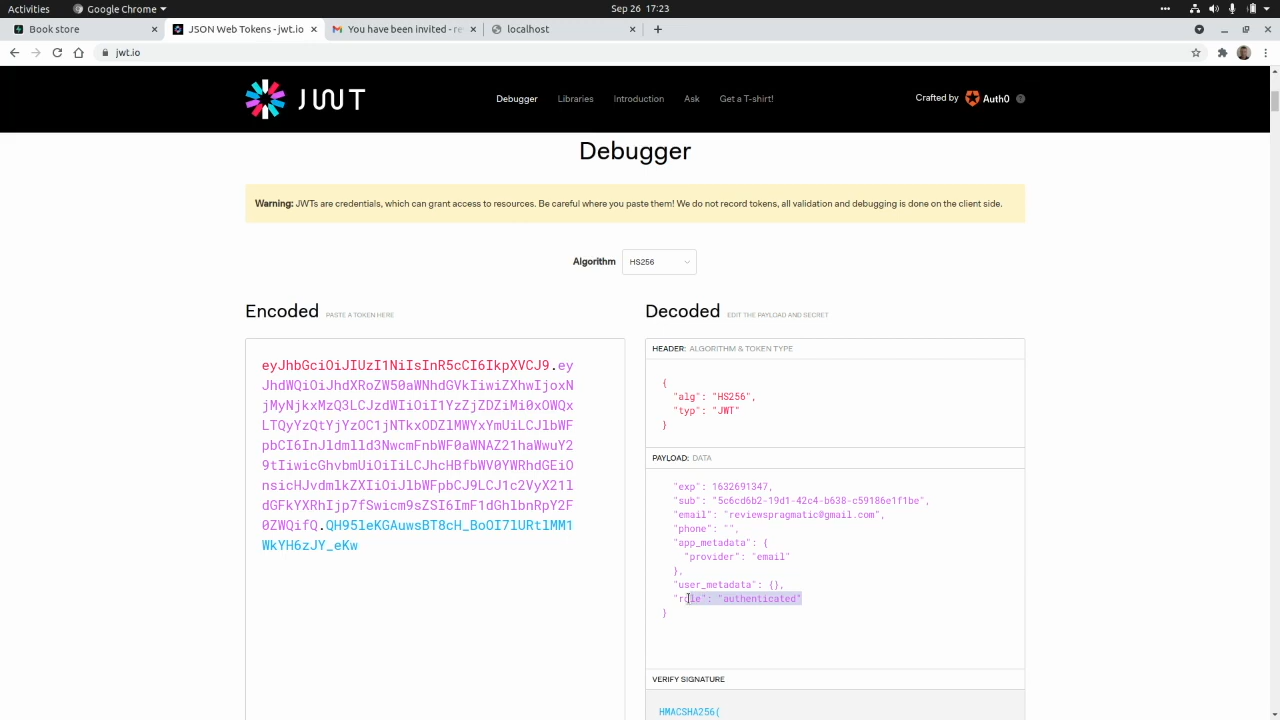 Activities
Google Chrome
Sep 26 17:23
Book store
JSON Web Tokens - jwt.io
You have been invited - re
localhost
jwt.io
JWT
Debugger
Libraries
Introduction
Ask
Get a T-shirt!
Crafted by Auth0
Debugger
Warning: JWTs are credentials, which can grant access to resources. Be careful where you paste them! We do not record tokens, all validation and debugging is done on the client side.
Algorithm HS256
Encoded PASTE A TOKEN HERE
eyJhbGciOiJIUzI1NiIsInR5cCI6IkpXVCJ9.ey
JhdWQiOiJhdXRoZW50aWNhdGVkIiwiZXhwIjoxN
jMyNjkxMzQ3LCJzdWIiOiI1YzZjZDZiMi0xOWQx
LTQyYzQtYjYzOC1jNTkxODZlMWYxYmUiLCJlbWF
pbCI6InJldmlld3NwcmFnbWF0aWNAZ21haWwuY2
9tIiwicGhvbmUiOiIiLCJhcHBfbWV0YWRhdGEiO
nsicHJvdmlkZXIiOiJlbWFpbCJ9LCJ1c2VyX21l
dGFkYXRhIjp7fSwicm9sZSI6ImF1dGhlbnRpY2F
0ZWQifQ.QH95leKGAuwsBT8cH_BoOI7lURtlMM1
WkYH6zJY_eKw
Decoded EDIT THE PAYLOAD AND SECRET
HEADER: ALGORITHM & TOKEN TYPE
{
"alg": "HS256",
"typ": "JWT"
}
PAYLOAD: DATA
"exp": 1632691347,
"sub": "5c6cd6b2-19d1-42c4-b638-c59186e1f1be",
"email": "reviewspragmatic@gmail.com",
"phone": "",
"app_metadata": {
"provider": "email"
},
"user_metadata": {},
"role": "authenticated"
}
VERIFY SIGNATURE
HMACSHA256(